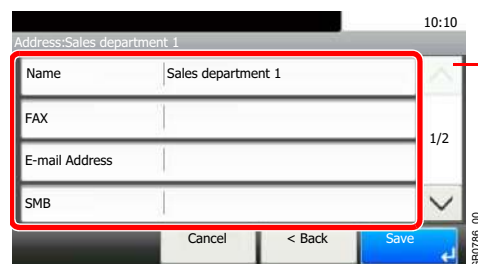 10:10
Address:Sales department 1
Name Sales department 1
FAX
1/2
E-mail Address
SMB
Cancel < Back Save